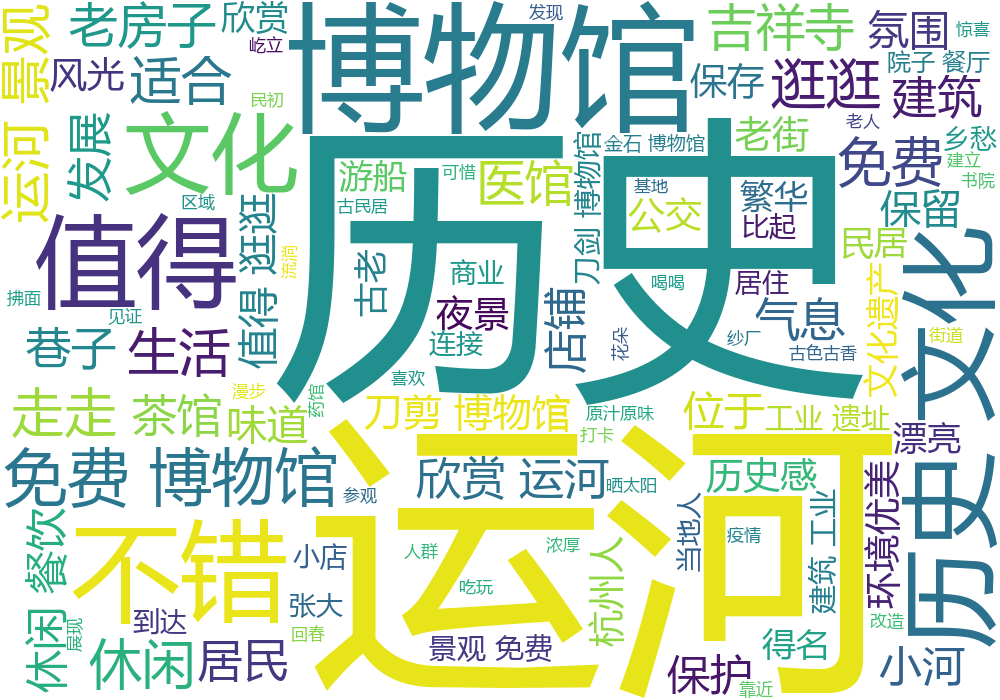 老房子
欣赏
发现
屹立
博物馆
吉祥寺
氛围
惊喜
景观
风光
适合
民初
保存
逛逛
院子 餐厅
建筑
运河
发展
文化
历史
游船
可惜
医馆
刀剑 博物馆
金石 博物馆
老街
老人
免费
乡愁
建立
书院
区域
古民居
基地
繁华
公交
比起
保留
值得
逛逛
流淌
古老
商业
民居
拂面
见证
夜景
店铺
喝喝
居住
气息
文化遗产
历史文化
巷子
生活
值得
连接
花朵
纱厂
古色古香
街道
喜欢
漫步
药馆
走走
茶馆
味道
刀剪 博物馆
原汁原味
打卡
位于
工业 遗址
漂亮
免费 博物馆
参观
运河
欣赏 运河
晒太阳
历史感
环境优美
休闲 餐饮
不错
小店
人群
浓厚
杭州人
当地人
疫情
建筑 工业
张大
吃玩
到达
展现
回春
改造
休闲
居民
景观 免费
保护
得名
靠近
小河